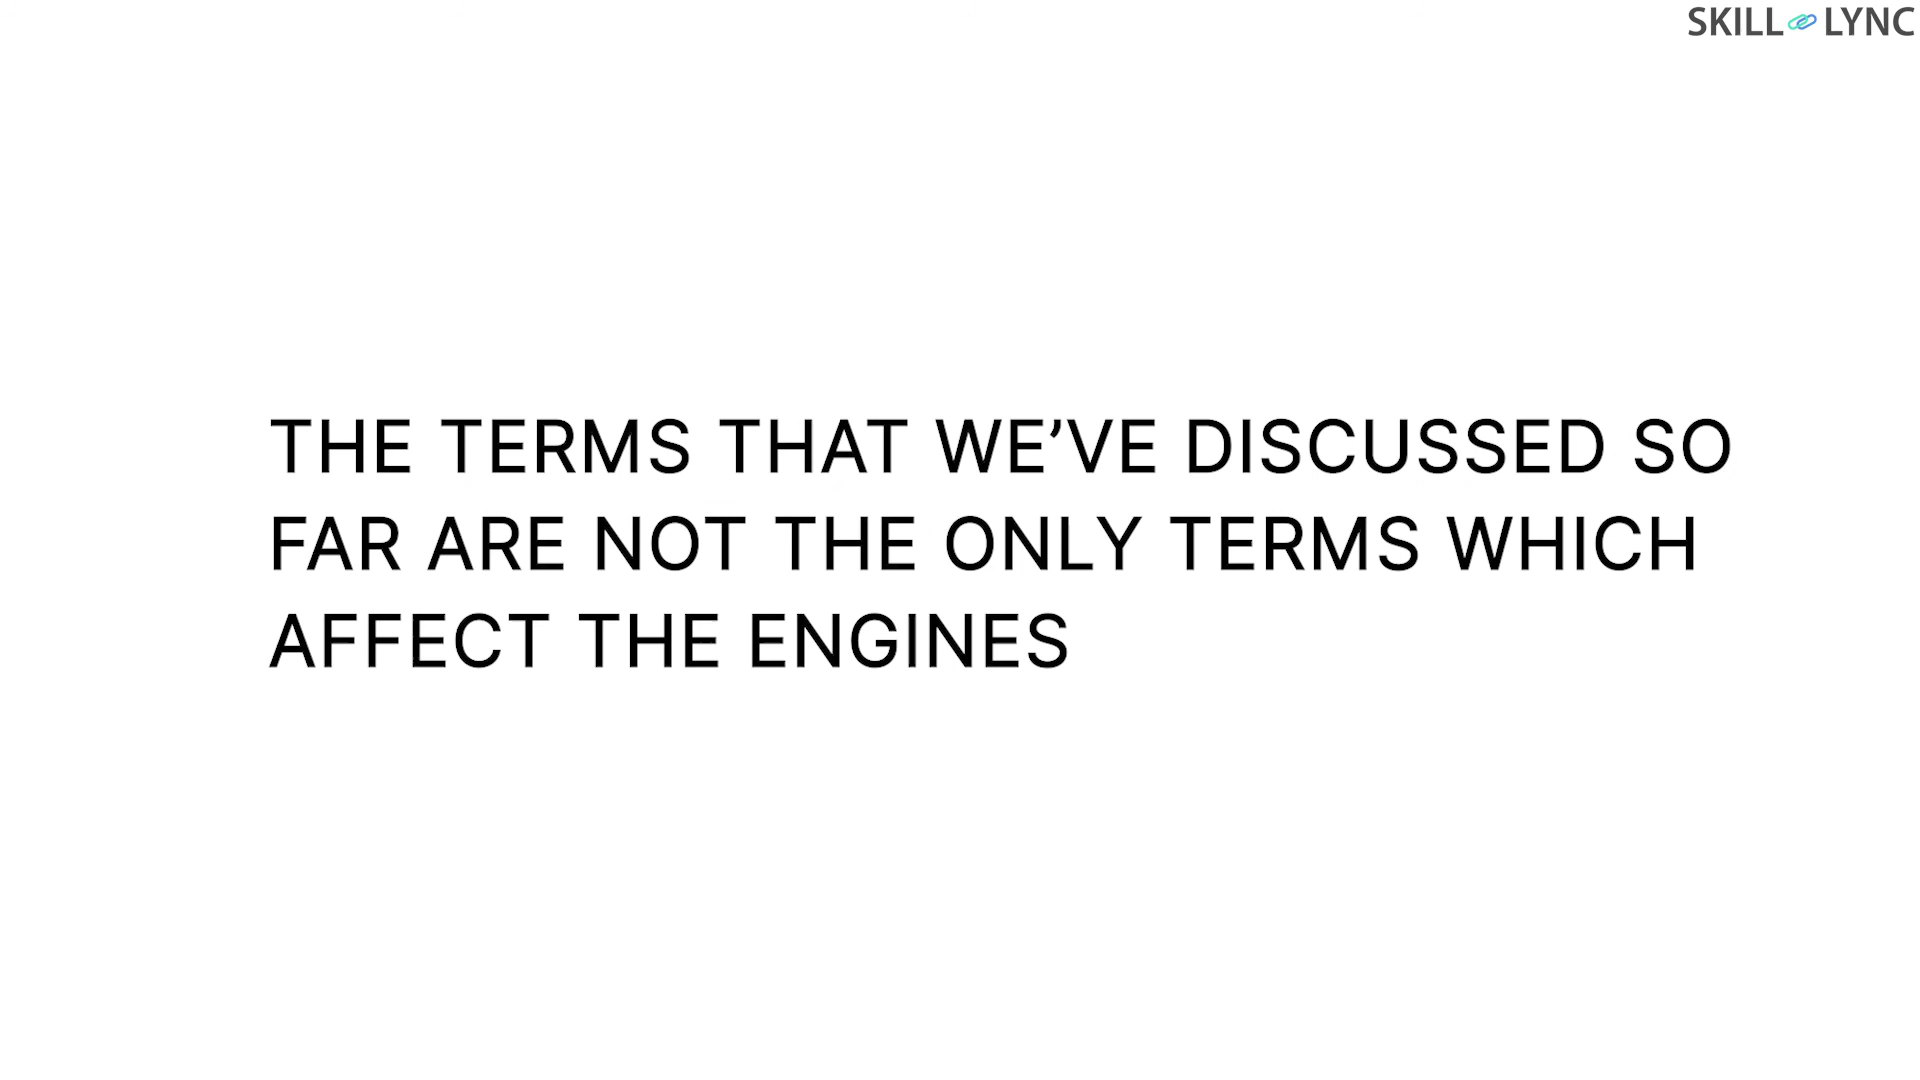 SKILL LYNC
THE TERMS THAT WE’VE DISCUSSED SO
FAR ARE NOT THE ONLY TERMS WHICH
AFFECT THE ENGINES